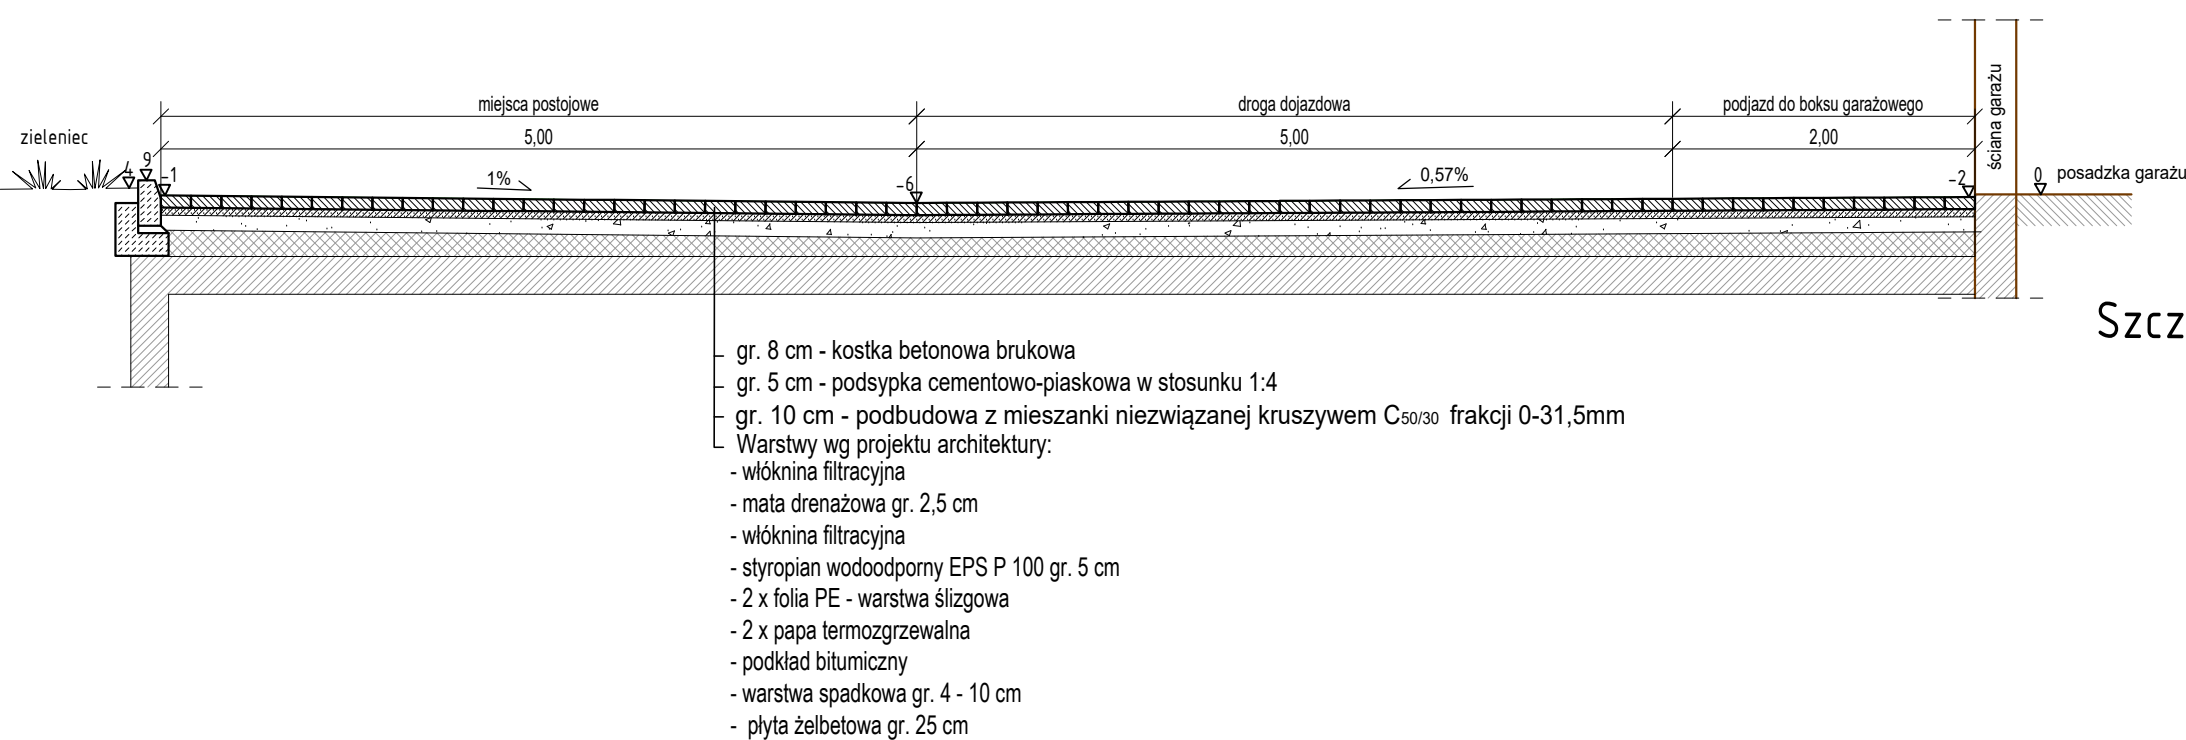 miejsca postojowe
droga dojazdowa
podjazd do boksu garażowego
ściana garażu
zieleniec
5,00
5,00
2,00
4
9
-1
1%
-6
0,57%
-2
0
posadzka garażu
Szcz
gr. 8 cm - kostka betonowa brukowa
gr. 5 cm - podsypka cementowo-piaskowa w stosunku 1:4
gr. 10 cm - podbudowa z mieszanki niezwiązanej kruszywem C50/30 frakcji 0-31,5mm
Warstwy wg projektu architektury:
- włóknina filtracyjna
- mata drenażowa gr. 2,5 cm
- włóknina filtracyjna
- styropian wodoodporny EPS P 100 gr. 5 cm
- 2 x folia PE - warstwa ślizgowa
- 2 x papa termozgrzewalna
- podkład bitumiczny
- warstwa spadkowa gr. 4 - 10 cm
- płyta żelbetowa gr. 25 cm